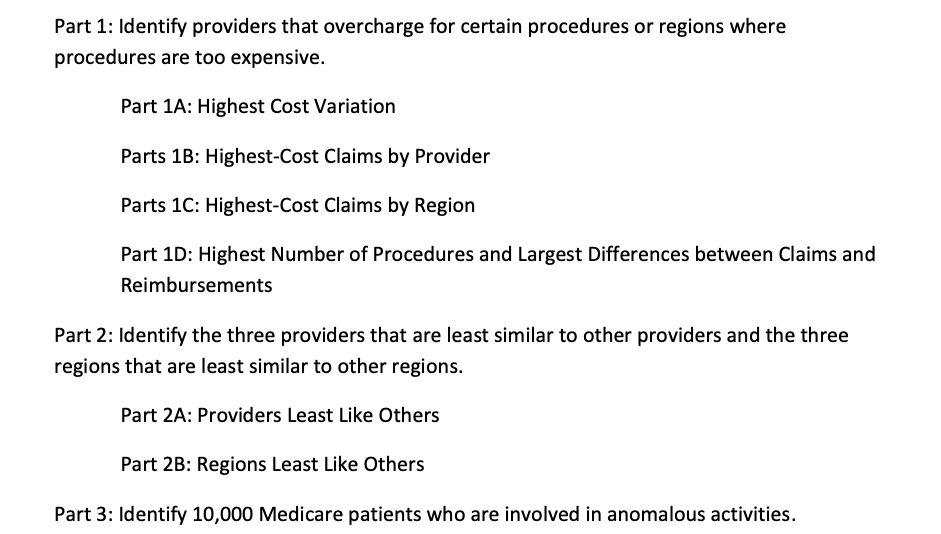 Part 1: Identify providers that overcharge for certain procedures or regions where
procedures are too expensive.
Part 1A: Highest Cost Variation
Parts 1B: Highest-Cost Claims by Provider
Parts 1C: Highest-Cost Claims by Region
Part 1D: Highest Number of Procedures and Largest Differences between Claims and
Reimbursements
Part 2: Identify the three providers that are least similar to other providers and the three
regions that are least similar to other regions.
Part 2A: Providers Least Like Others
Part 2B: Regions Least Like Others
Part 3: Identify 10,000 Medicare patients who are involved in anomalous activities.